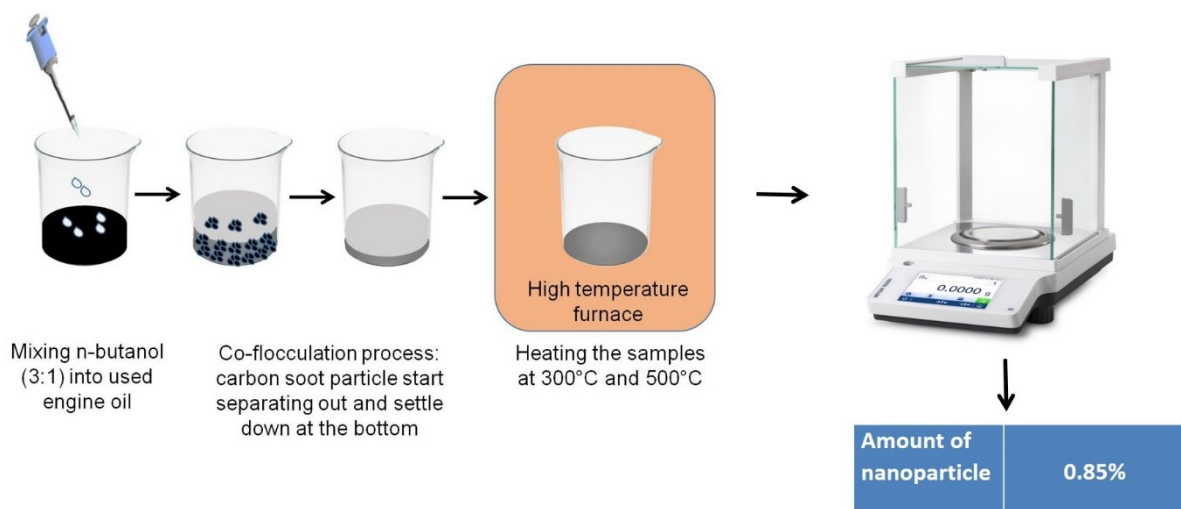 Mixing n-butanol
(3:1) into used
engine oil
Co-flocculation process:
carbon soot particle start
separating out and settle
down at the bottom
High temperature
furnace
Heating the samples
at 300°C and 500°C
0.0000 g
Amount of
nanoparticle
0.85%